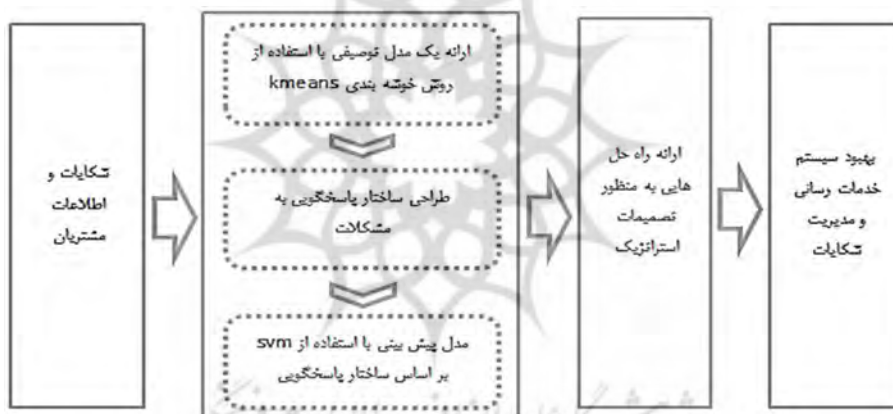 شکایات و
اطلاعات
مشتریان
ارائه یک مدل توصیفی با استفاده از
روش خوشه بندی kmeans
طراحی ساختار پاسخگویی به
مشکلات
مدل پیش بینی با استفاده از svm
بر اساس ساختار پاسخگویی
ارائه راه حل
هایی به منظور
تصمیمات
استراتژیک
بهبود سیستم
خدمات رسانی
و مدیریت
شکایات